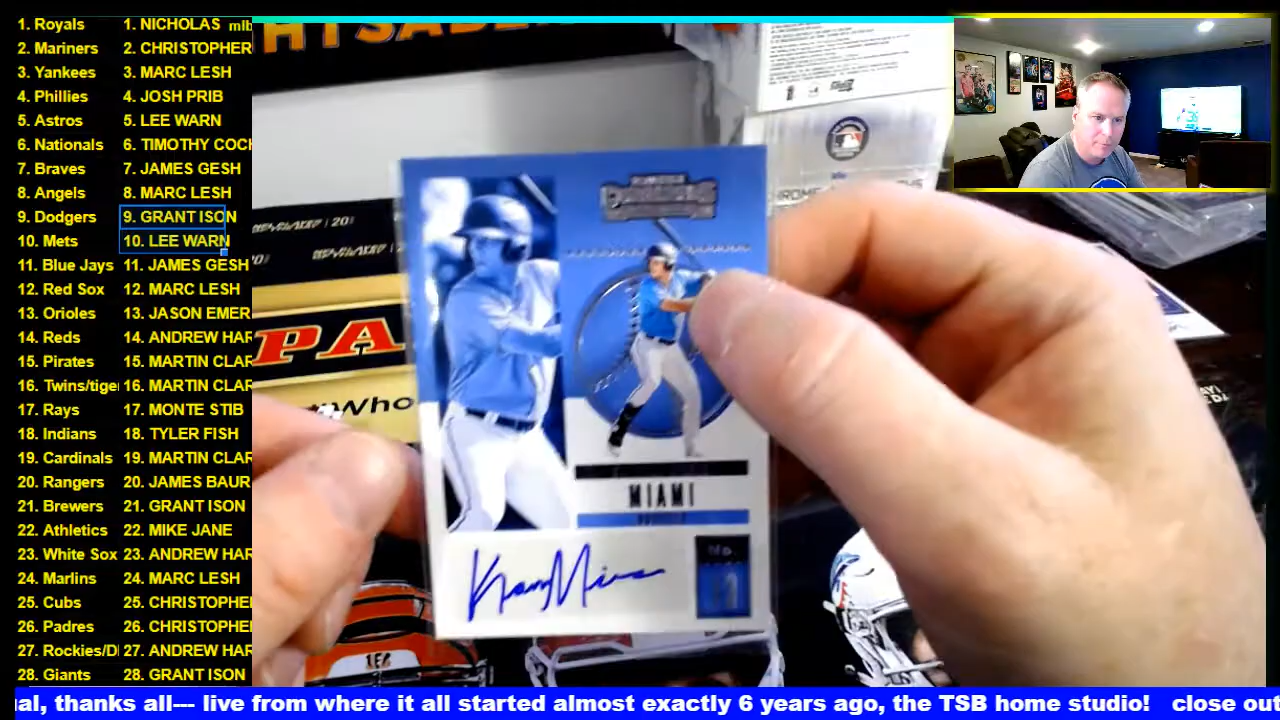 1. Royals 1. NICHOLAS mlb
2. Mariners 2. CHRISTOPHER
3. Yankees 3. MARC LESH
4. Phillies 4. JOSH PRIB
5. Astros 5. LEE WARN
6. Nationals 6. TIMOTHY COCH
7. Braves 7. JAMES GESH
8. Angels 8. MARC LESH
9. Dodgers 9. GRANT ISON
10. Mets 10. LEE WARN
11. Blue Jays 11. JAMES GESH
12. Red Sox 12. MARC LESH
13. Orioles 13. JASON EMER
14. Reds 14. ANDREW HAR
15. Pirates 15. MARTIN CLAR
16. Twins/tige 16. MARTIN CLAR
17. Rays 17. MONTE STIB
18. Indians 18. TYLER FISH
19. Cardinals 19. MARTIN CLAR
20. Rangers 20. JAMES BAUR
21. Brewers 21. GRANT ISON
22. Athletics 22. MIKE JANE
23. White Sox 23. ANDREW HAR
24. Marlins 24. MARC LESH
25. Cubs 25. CHRISTOPHE
26. Padres 26. CHRISTOPHE
27. Rockies/D 27. ANDREW HAR
28. Giants 28. GRANT ISON
HTSAB
PA
Who
MIAMI
No.
al, thanks all--- live from where it all started almost exactly 6 years ago, the TSB home studio! close out